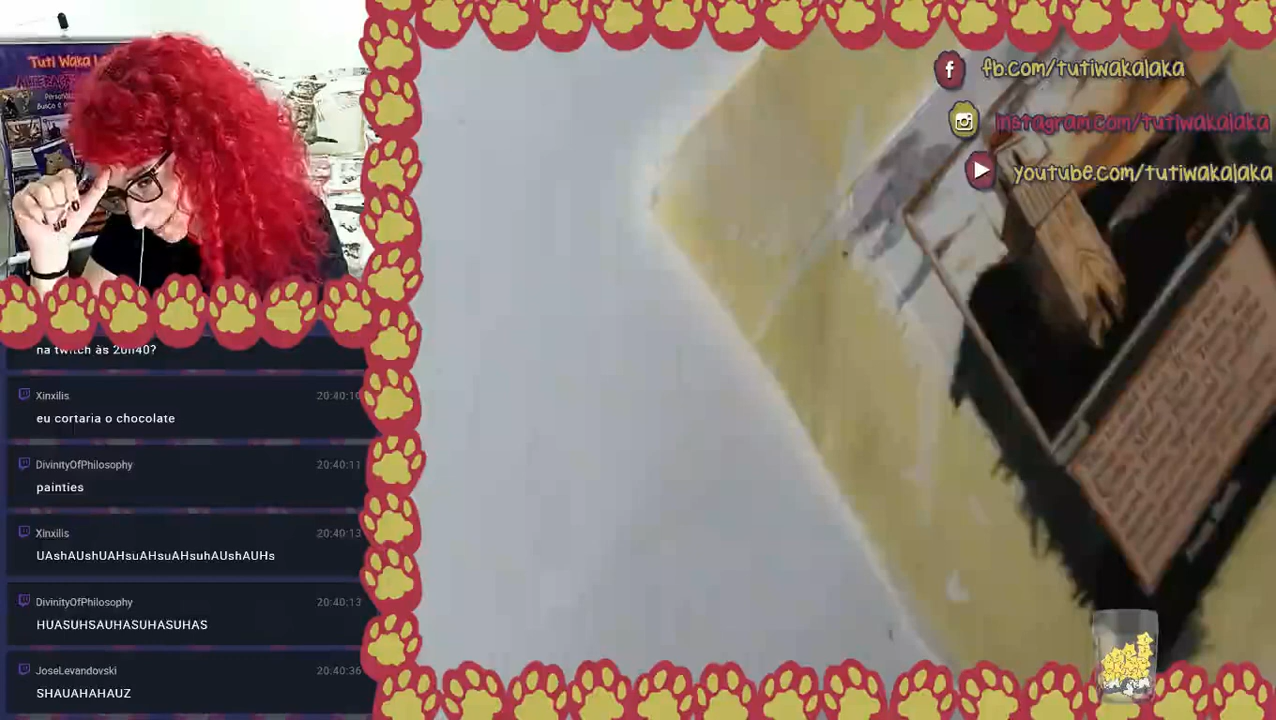 Tuti Waka
fb.com/tutiwakalaka
instagram.com/tutiwakalaka
youtube.com/tutiwakalaka
na twitch às 20h40?
Xinxilis 20:40:10
eu cortaria o chocolate
DivinityOfPhilosophy 20:40:11
painties
Xinxilis 20:40:13
UAshAUshUAHsuAHsuAHsuhAUshAUHs
DivinityOfPhilosophy 20:40:13
HUASUHSAUHASUHASUHAS
JoseLevandovski 20:40:36
SHAUAHAHAUZ